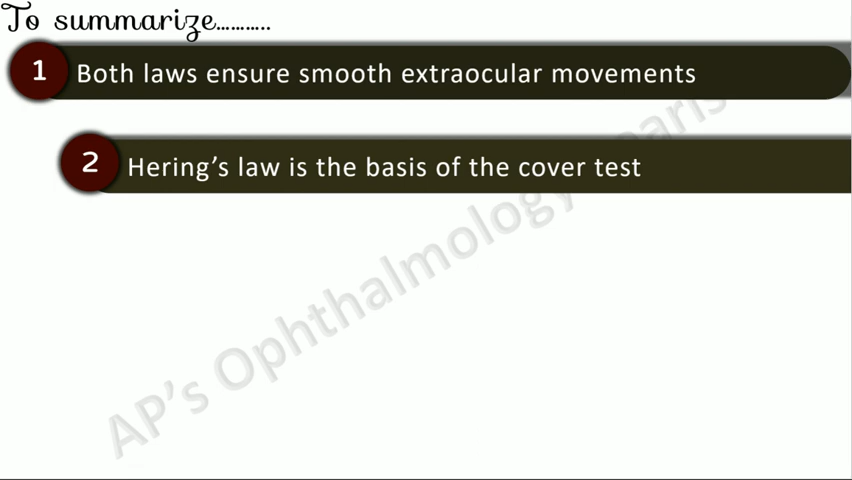 To summarize...........
1 Both laws ensure smooth extraocular movements
2 Hering’s law is the basis of the cover test
AP’s Ophthalmology